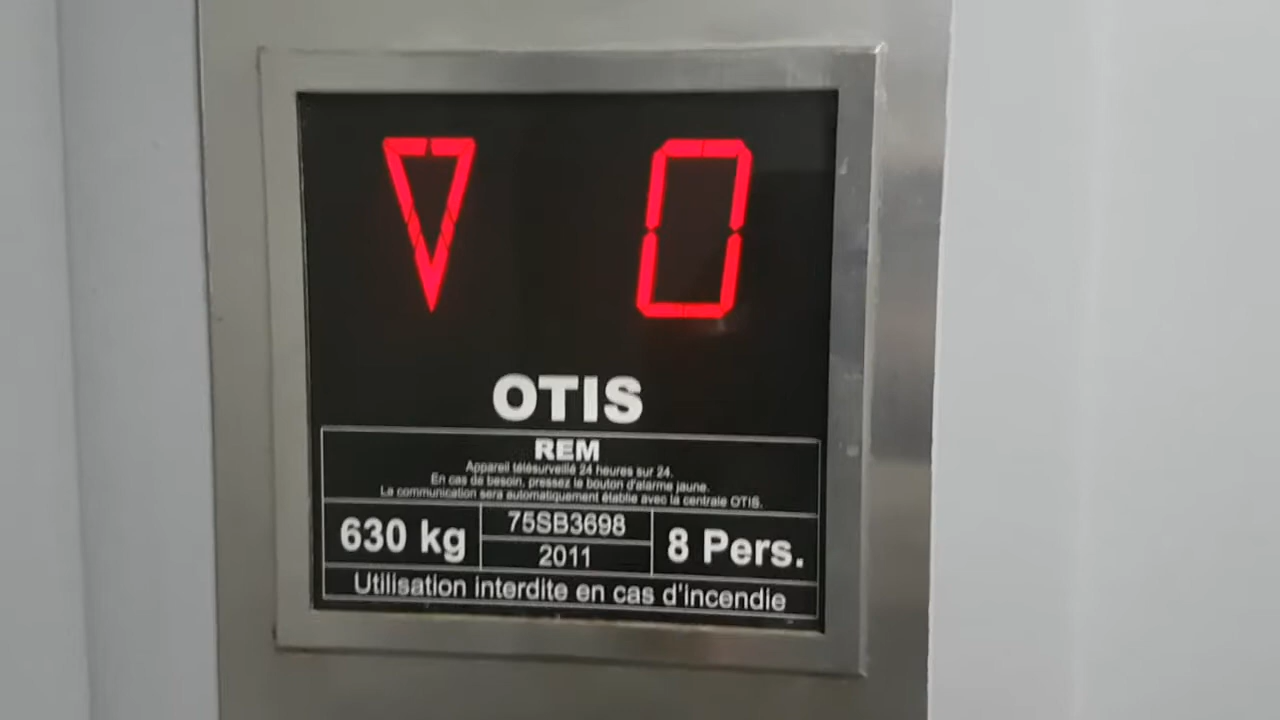 0
OTIS
REM
Appareil télésurveillé 24 heures sur 24.
En cas de besoin, pressez le bouton d'alarme jaune.
La communication sera automatiquement établie avec la centrale OTIS.
630 kg
75SB3698
2011
8 Pers.
Utilisation interdite en cas d'incendie